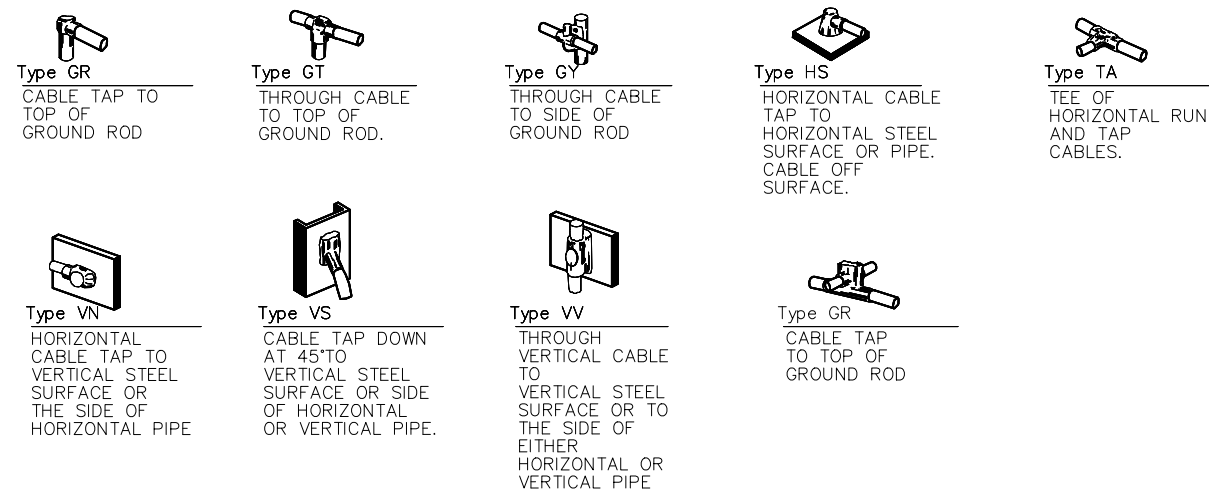 Type GR
CABLE TAP TO
TOP OF
GROUND ROD
Type GT
THROUGH CABLE
TO TOP OF
GROUND ROD.
Type GY
THROUGH CABLE
TO SIDE OF
GROUND ROD
Type HS
HORIZONTAL CABLE
TAP TO
HORIZONTAL STEEL
SURFACE OR PIPE.
CABLE OFF
SURFACE.
Type TA
TEE OF
HORIZONTAL RUN
AND TAP
CABLES.
Type VN
HORIZONTAL
CABLE TAP TO
VERTICAL STEEL
SURFACE OR
THE SIDE OF
HORIZONTAL PIPE
Type VS
CABLE TAP DOWN
AT 45°TO
VERTICAL STEEL
SURFACE OR SIDE
OF HORIZONTAL
OR VERTICAL PIPE.
Type VV
THROUGH
VERTICAL CABLE
TO
VERTICAL STEEL
SURFACE OR TO
THE SIDE OF
EITHER
HORIZONTAL OR
VERTICAL PIPE
Type GR
CABLE TAP
TO TOP OF
GROUND ROD